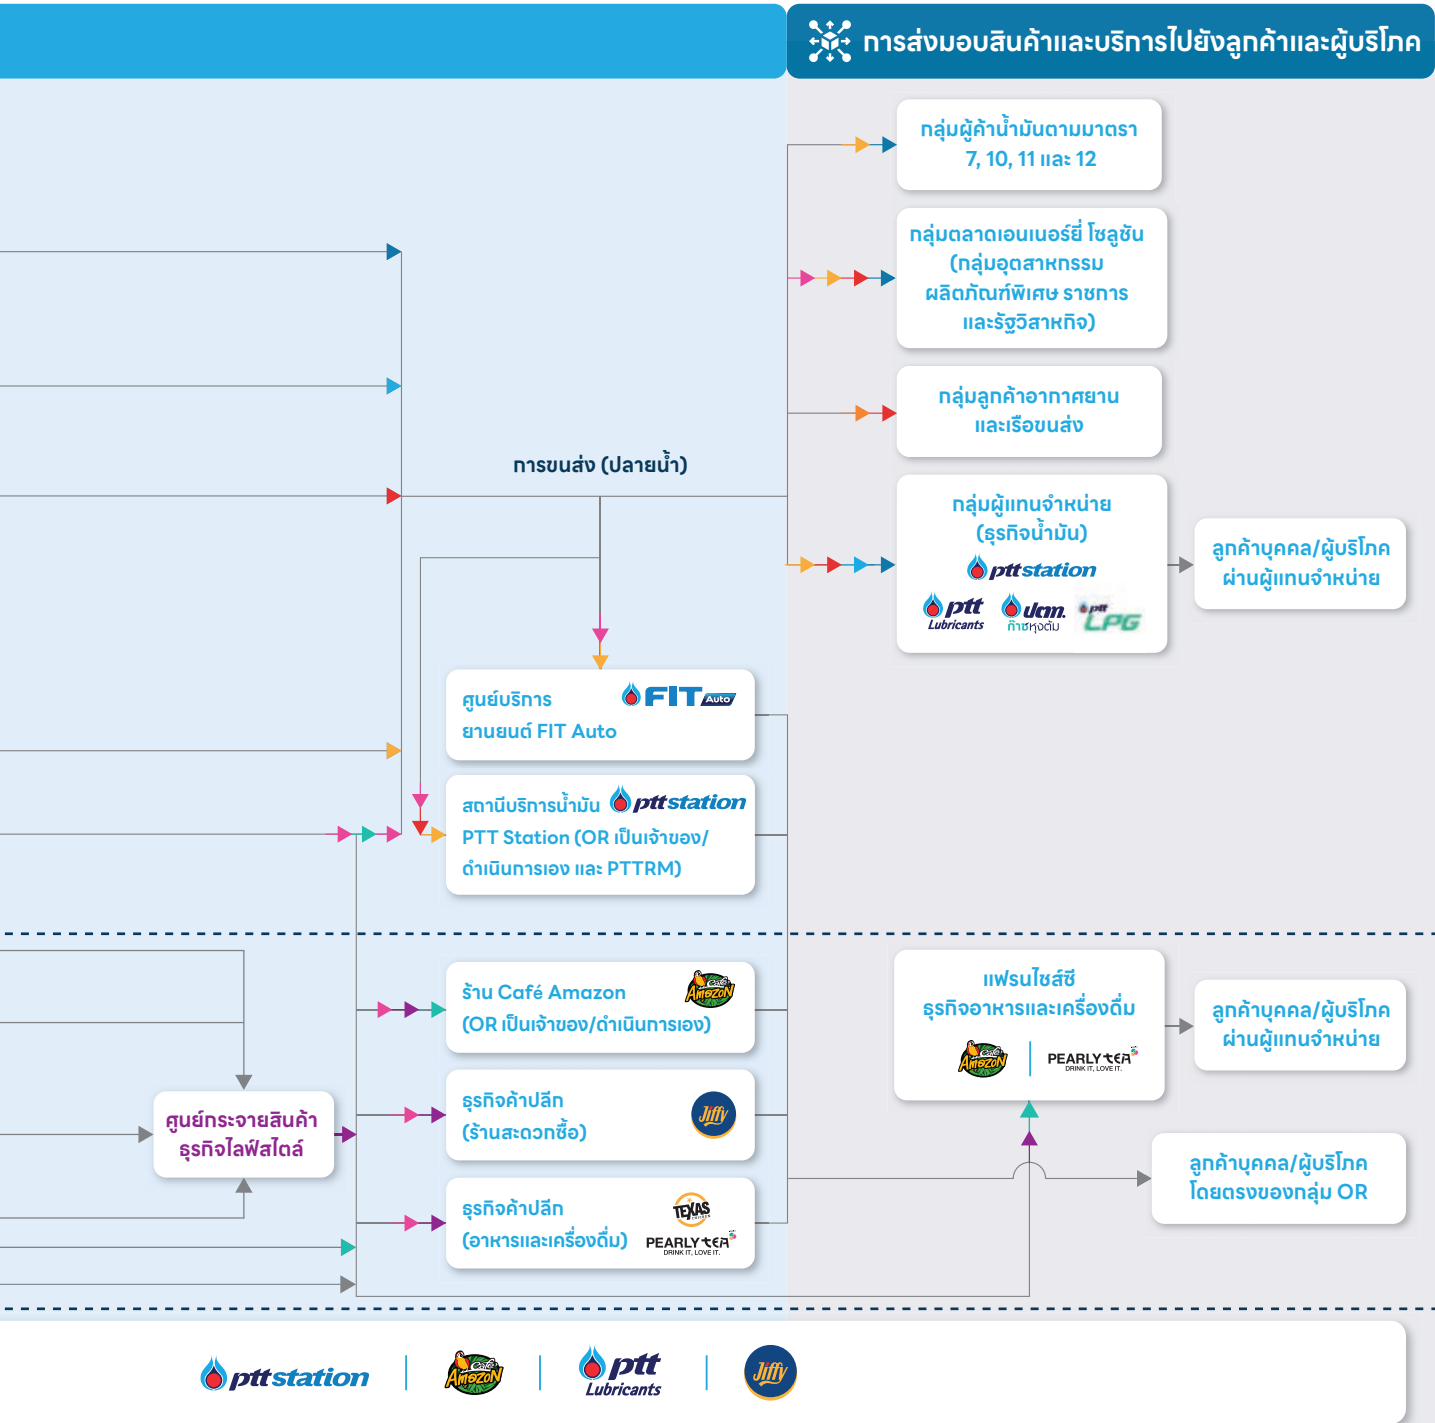 การส่งมอบสินค้าและบริการไปยังลูกค้าและผู้บริโภค
กลุ่มผู้ค้าน้ำมันตามมาตรา
7, 10, 11 และ 12
กลุ่มตลาดเอนเนอร์ยี่ โซลูชัน
(กลุ่มอุตสาหกรรม
ผลิตภัณฑ์พิเศษ ราชการ
และรัฐวิสาหกิจ)
กลุ่มลูกค้าอากาศยาน
และเรือขนส่ง
การขนส่ง (ปลายน้ำ)
กลุ่มผู้แทนจำหน่าย
(ธุรกิจน้ำมัน)
ptt station
ptt
Lubricants
ปตท.
ก๊าซหุงต้ม
ptt
LPG
ลูกค้าบุคคล/ผู้บริโภค
ผ่านผู้แทนจำหน่าย
ศูนย์บริการ
ยานยนต์ FIT Auto
FIT Auto
สถานีบริการน้ำมัน ptt station
PTT Station (OR เป็นเจ้าของ/
ดำเนินการเอง และ PTTRM)
ร้าน Café Amazon
(OR เป็นเจ้าของ/ดำเนินการเอง)
Café
Amazon
แฟรนไชส์ซี
ธุรกิจอาหารและเครื่องดื่ม
Café
Amazon
PEARLY TEA
DRINK IT, LOVE IT.
ลูกค้าบุคคล/ผู้บริโภค
ผ่านผู้แทนจำหน่าย
ศูนย์กระจายสินค้า
ธุรกิจไลฟ์สไตล์
ธุรกิจค้าปลีก
(ร้านสะดวกซื้อ)
Jiffy
ลูกค้าบุคคล/ผู้บริโภค
โดยตรงของกลุ่ม OR
ธุรกิจค้าปลีก
(อาหารและเครื่องดื่ม)
TEXAS
PEARLY TEA
DRINK IT, LOVE IT.
ptt station
Café
Amazon
ptt
Lubricants
Jiffy